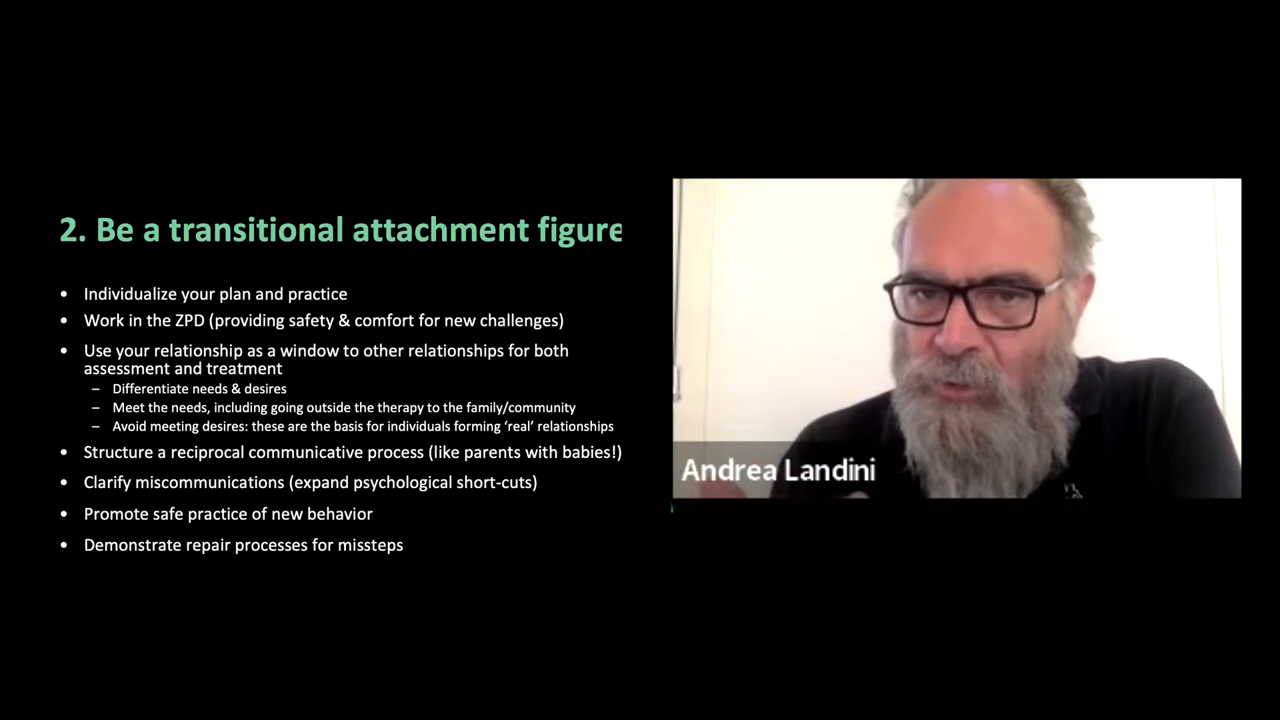 2. Be a transitional attachment figure
• Individualize your plan and practice
• Work in the ZPD (providing safety & comfort for new challenges)
• Use your relationship as a window to other relationships for both
assessment and treatment
– Differentiate needs & desires
– Meet the needs, including going outside the therapy to the family/community
– Avoid meeting desires: these are the basis for individuals forming ‘real’ relationships
• Structure a reciprocal communicative process (like parents with babies!)
• Clarify miscommunications (expand psychological short-cuts)
• Promote safe practice of new behavior
• Demonstrate repair processes for missteps
Andrea Landini